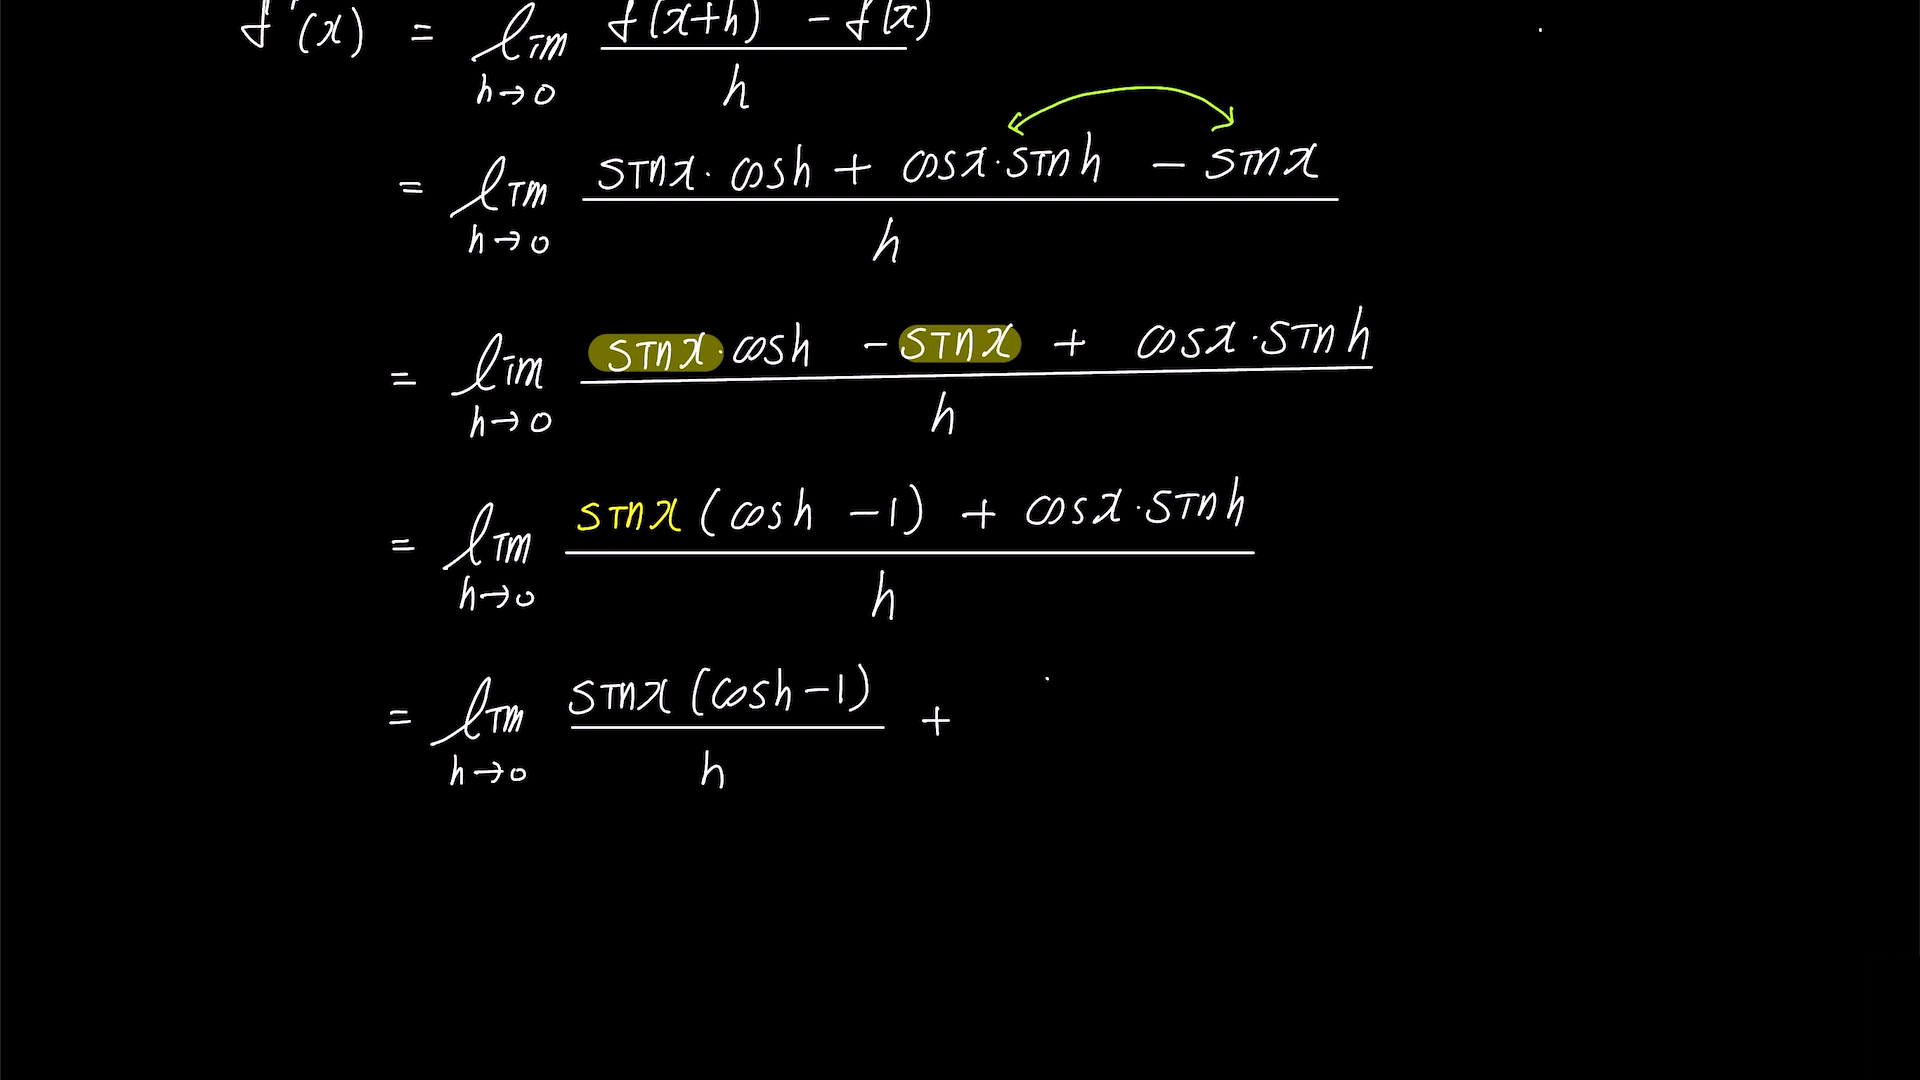 f'(x) = lim h→0 f(x+h) - f(x) / h
= lim h→0 sinx · cosh + cosx · sinh - sinx / h
= lim h→0 sinx · cosh - sinx + cosx · sinh / h
= lim h→0 sinx (cosh - 1) + cosx · sinh / h
= lim h→0 sinx (cosh - 1) / h +